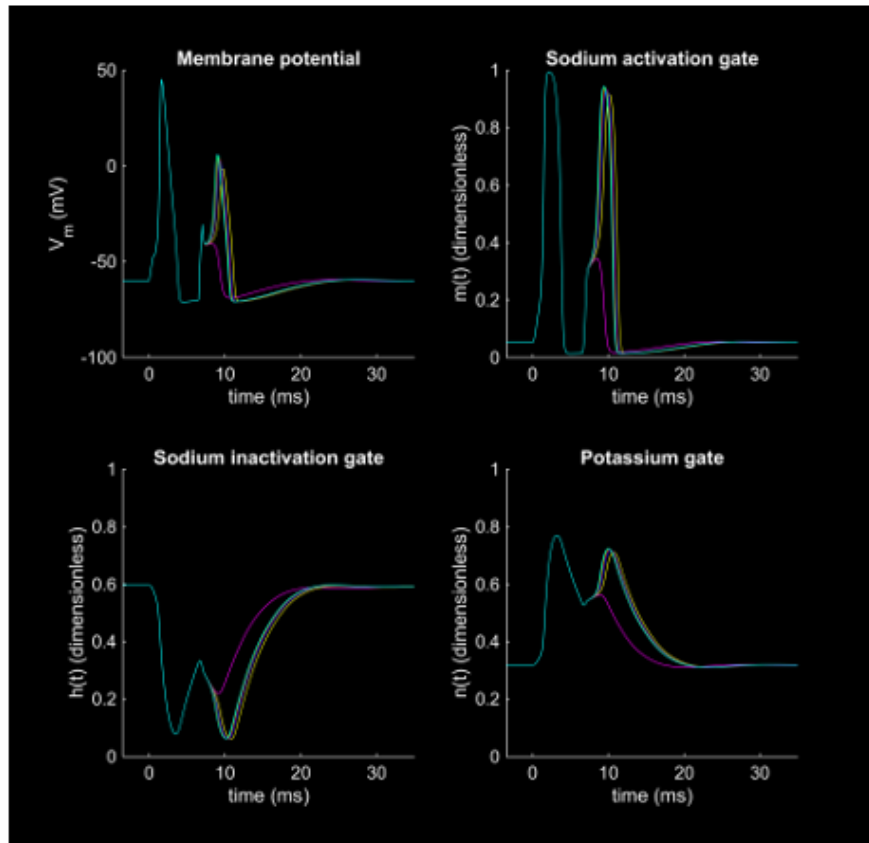 Membrane potential
50
0
-50
-100
V_m (mV)
0 10 20 30
time (ms)
Sodium activation gate
1
0.8
0.6
0.4
0.2
0
m(t) (dimensionless)
0 10 20 30
time (ms)
Sodium inactivation gate
1
0.8
0.6
0.4
0.2
0
h(t) (dimensionless)
0 10 20 30
time (ms)
Potassium gate
1
0.8
0.6
0.4
0.2
0
n(t) (dimensionless)
0 10 20 30
time (ms)